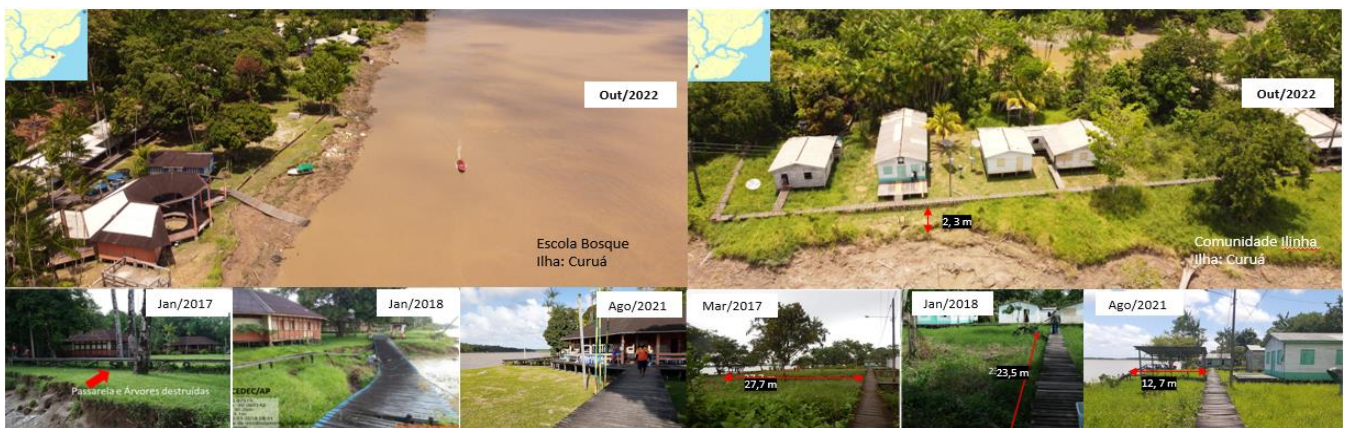 Out/2022
Escola Bosque
Ilha: Curuá
Out/2022
2, 3 m
Comunidade Ilinha
Ilha: Curuá
Jan/2017
Passarela e Árvores destruídas
Jan/2018
CEDEC/AP
Ago/2021
Mar/2017
27,7 m
Jan/2018
23,5 m
Ago/2021
12, 7 m